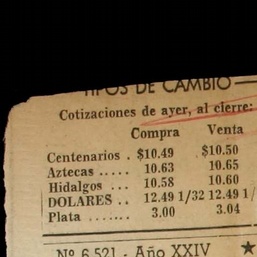 TIPOS DE CAMBIO
Cotizaciones de ayer, al cierre:
Compra Venta
Centenarios . $10.49 $10.50
Aztecas ..... 10.63 10.65
Hidalgos ... 10.58 10.60
DOLARES .. 12.49 1/32 12.49 1/
Plata ....... 3.00 3.04
Nº 6,521 - Año XXIV ★